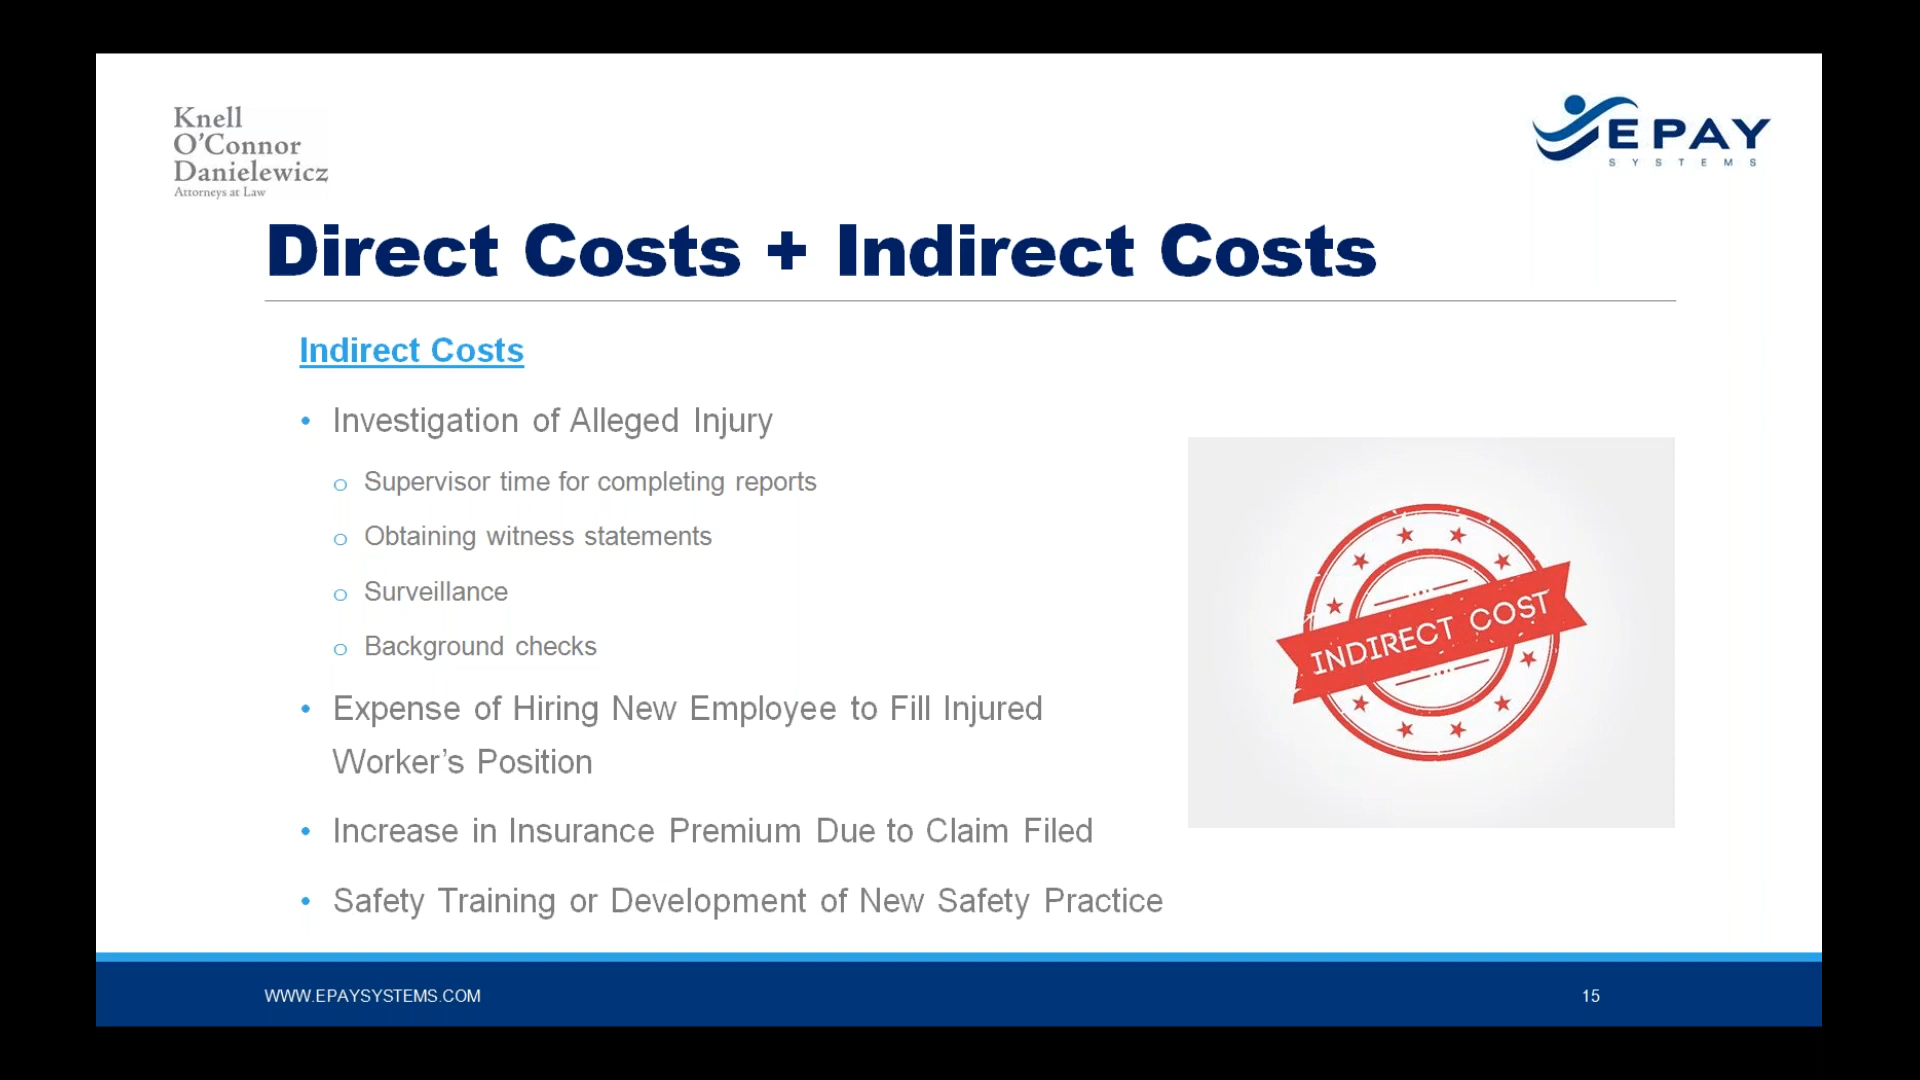 Knell
O’Connor
Danielewicz
Attorneys at Law
EPAY
SYSTEMS
Direct Costs + Indirect Costs
Indirect Costs
• Investigation of Alleged Injury
o Supervisor time for completing reports
o Obtaining witness statements
o Surveillance
o Background checks
• Expense of Hiring New Employee to Fill Injured
Worker’s Position
• Increase in Insurance Premium Due to Claim Filed
• Safety Training or Development of New Safety Practice
INDIRECT COST
WWW.EPAYSYSTEMS.COM
15